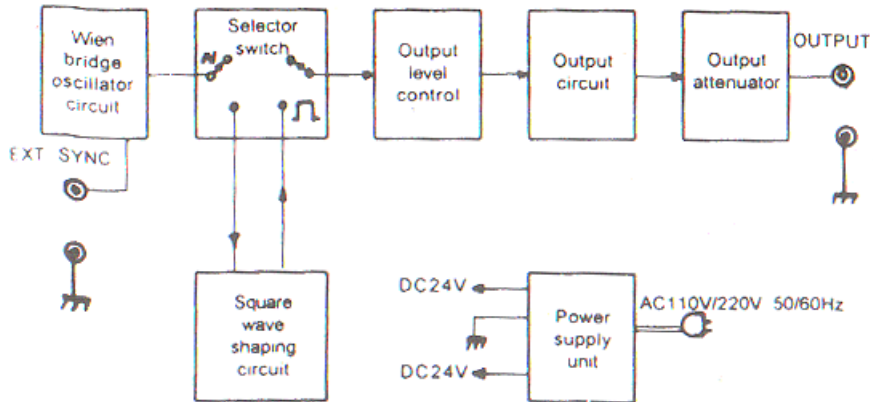 Wien
bridge
oscillator
circuit
EXT SYNC
Selector
switch
Output
level
control
Output
circuit
Output
attenuator
OUTPUT
Square
wave
shaping
circuit
DC24V
DC24V
Power
supply
unit
AC110V/220V 50/60Hz